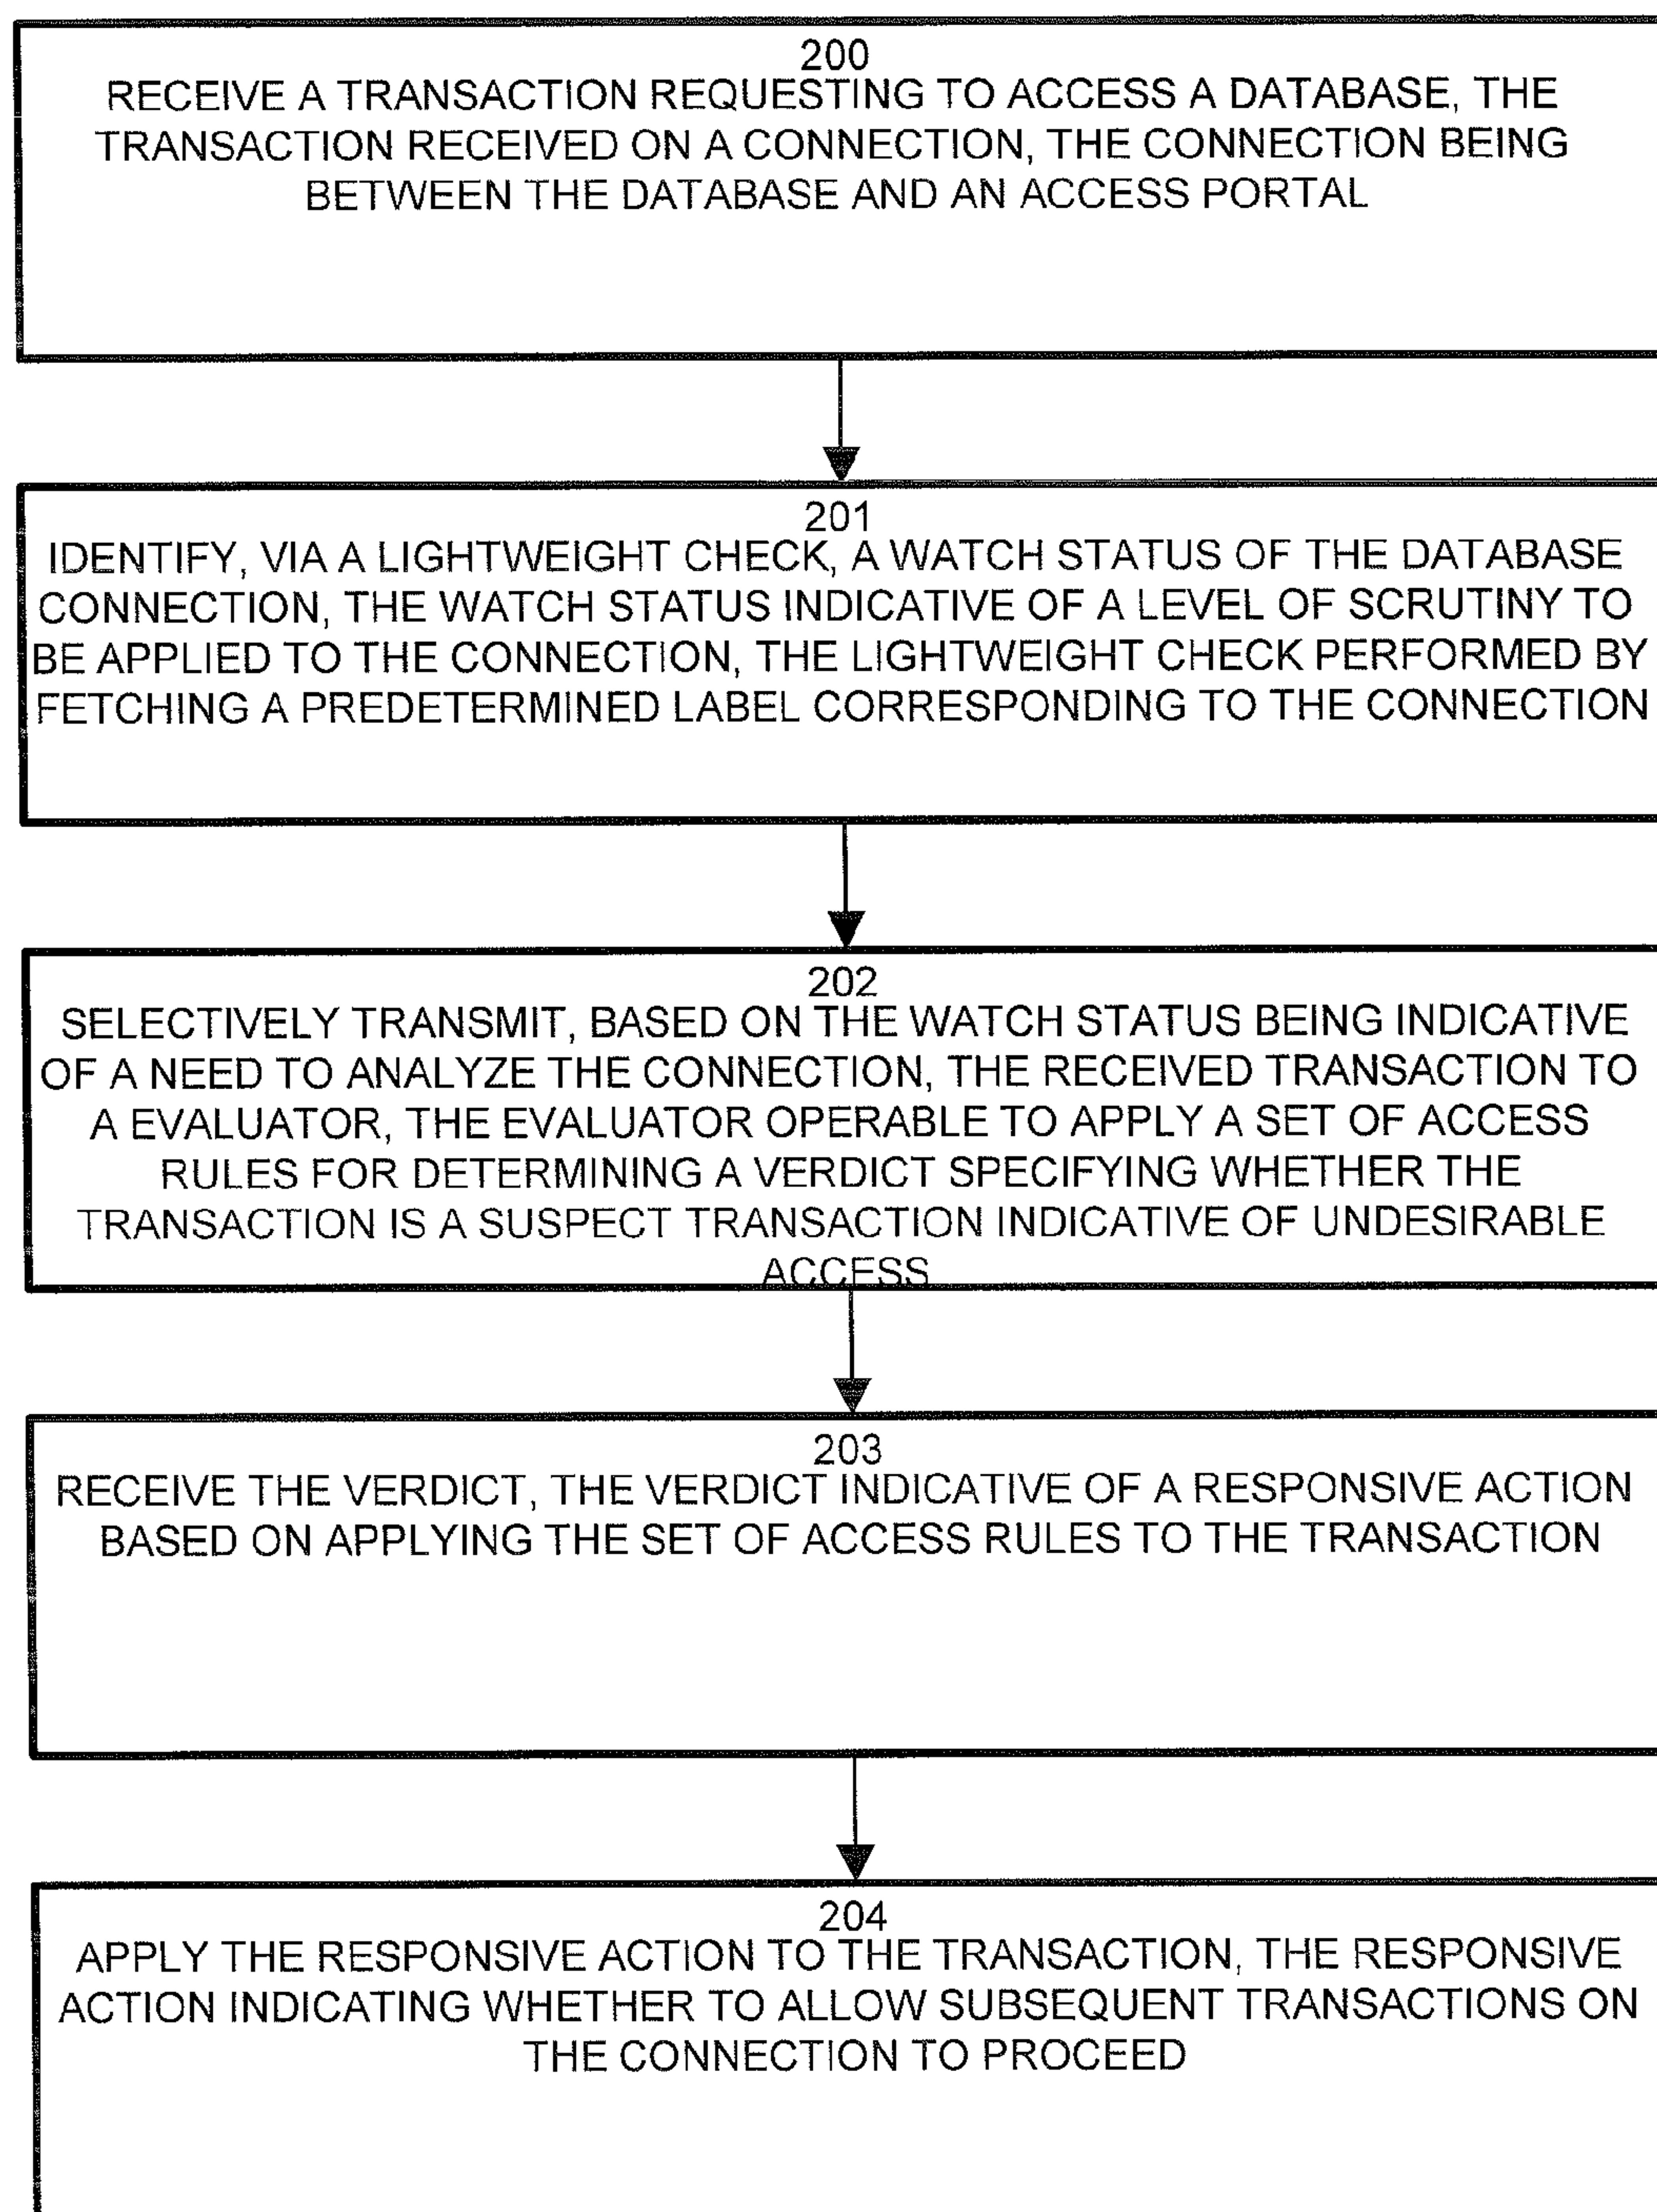 200
RECEIVE A TRANSACTION REQUESTING TO ACCESS A DATABASE, THE
TRANSACTION RECEIVED ON A CONNECTION, THE CONNECTION BEING
BETWEEN THE DATABASE AND AN ACCESS PORTAL
201
IDENTIFY, VIA A LIGHTWEIGHT CHECK, A WATCH STATUS OF THE DATABASE
CONNECTION, THE WATCH STATUS INDICATIVE OF A LEVEL OF SCRUTINY TO
BE APPLIED TO THE CONNECTION, THE LIGHTWEIGHT CHECK PERFORMED BY
FETCHING A PREDETERMINED LABEL CORRESPONDING TO THE CONNECTION
202
SELECTIVELY TRANSMIT, BASED ON THE WATCH STATUS BEING INDICATIVE
OF A NEED TO ANALYZE THE CONNECTION, THE RECEIVED TRANSACTION TO
A EVALUATOR, THE EVALUATOR OPERABLE TO APPLY A SET OF ACCESS
RULES FOR DETERMINING A VERDICT SPECIFYING WHETHER THE
TRANSACTION IS A SUSPECT TRANSACTION INDICATIVE OF UNDESIRABLE
ACCESS
203
RECEIVE THE VERDICT, THE VERDICT INDICATIVE OF A RESPONSIVE ACTION
BASED ON APPLYING THE SET OF ACCESS RULES TO THE TRANSACTION
204
APPLY THE RESPONSIVE ACTION TO THE TRANSACTION, THE RESPONSIVE
ACTION INDICATING WHETHER TO ALLOW SUBSEQUENT TRANSACTIONS ON
THE CONNECTION TO PROCEED